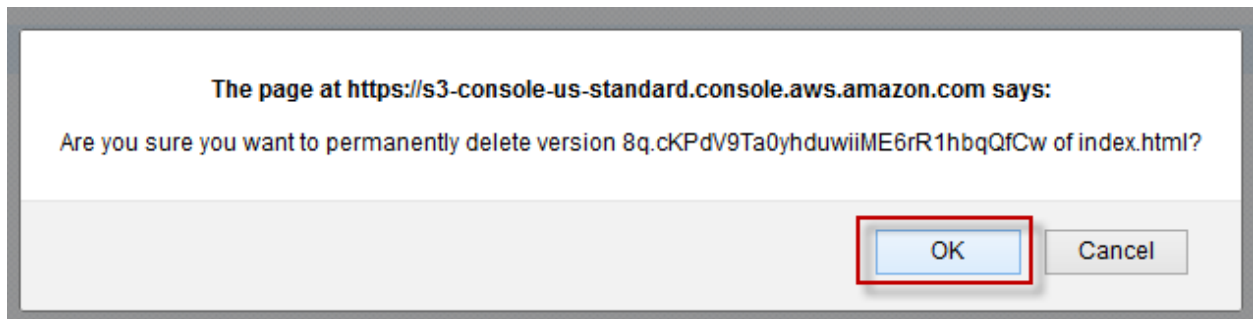 The page at https://s3-console-us-standard.console.aws.amazon.com says:
Are you sure you want to permanently delete version 8q.cKPdV9Ta0yhduwiiME6rR1hbqQfCw of index.html?
OK
Cancel